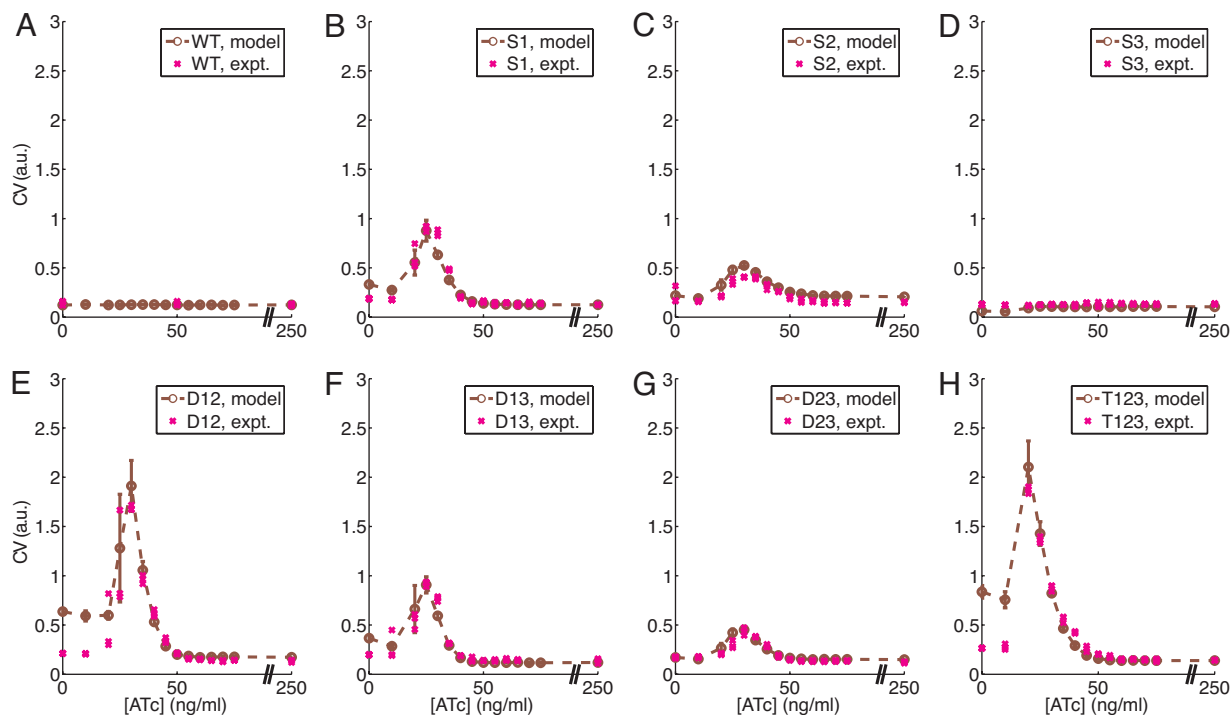 A
WT, model
WT, expt.
3
2.5
2
1.5
1
0.5
0
CV (a.u.)
0
50
250
B
S1, model
S1, expt.
3
2.5
2
1.5
1
0.5
0
0
50
250
C
S2, model
S2, expt.
3
2.5
2
1.5
1
0.5
0
0
50
250
D
S3, model
S3, expt.
3
2.5
2
1.5
1
0.5
0
0
50
250
E
D12, model
D12, expt.
3
2.5
2
1.5
1
0.5
0
CV (a.u.)
0
50
250
[ATc] (ng/ml)
F
D13, model
D13, expt.
3
2.5
2
1.5
1
0.5
0
0
50
250
[ATc] (ng/ml)
G
D23, model
D23, expt.
3
2.5
2
1.5
1
0.5
0
0
50
250
[ATc] (ng/ml)
H
T123, model
T123, expt.
3
2.5
2
1.5
1
0.5
0
0
50
250
[ATc] (ng/ml)